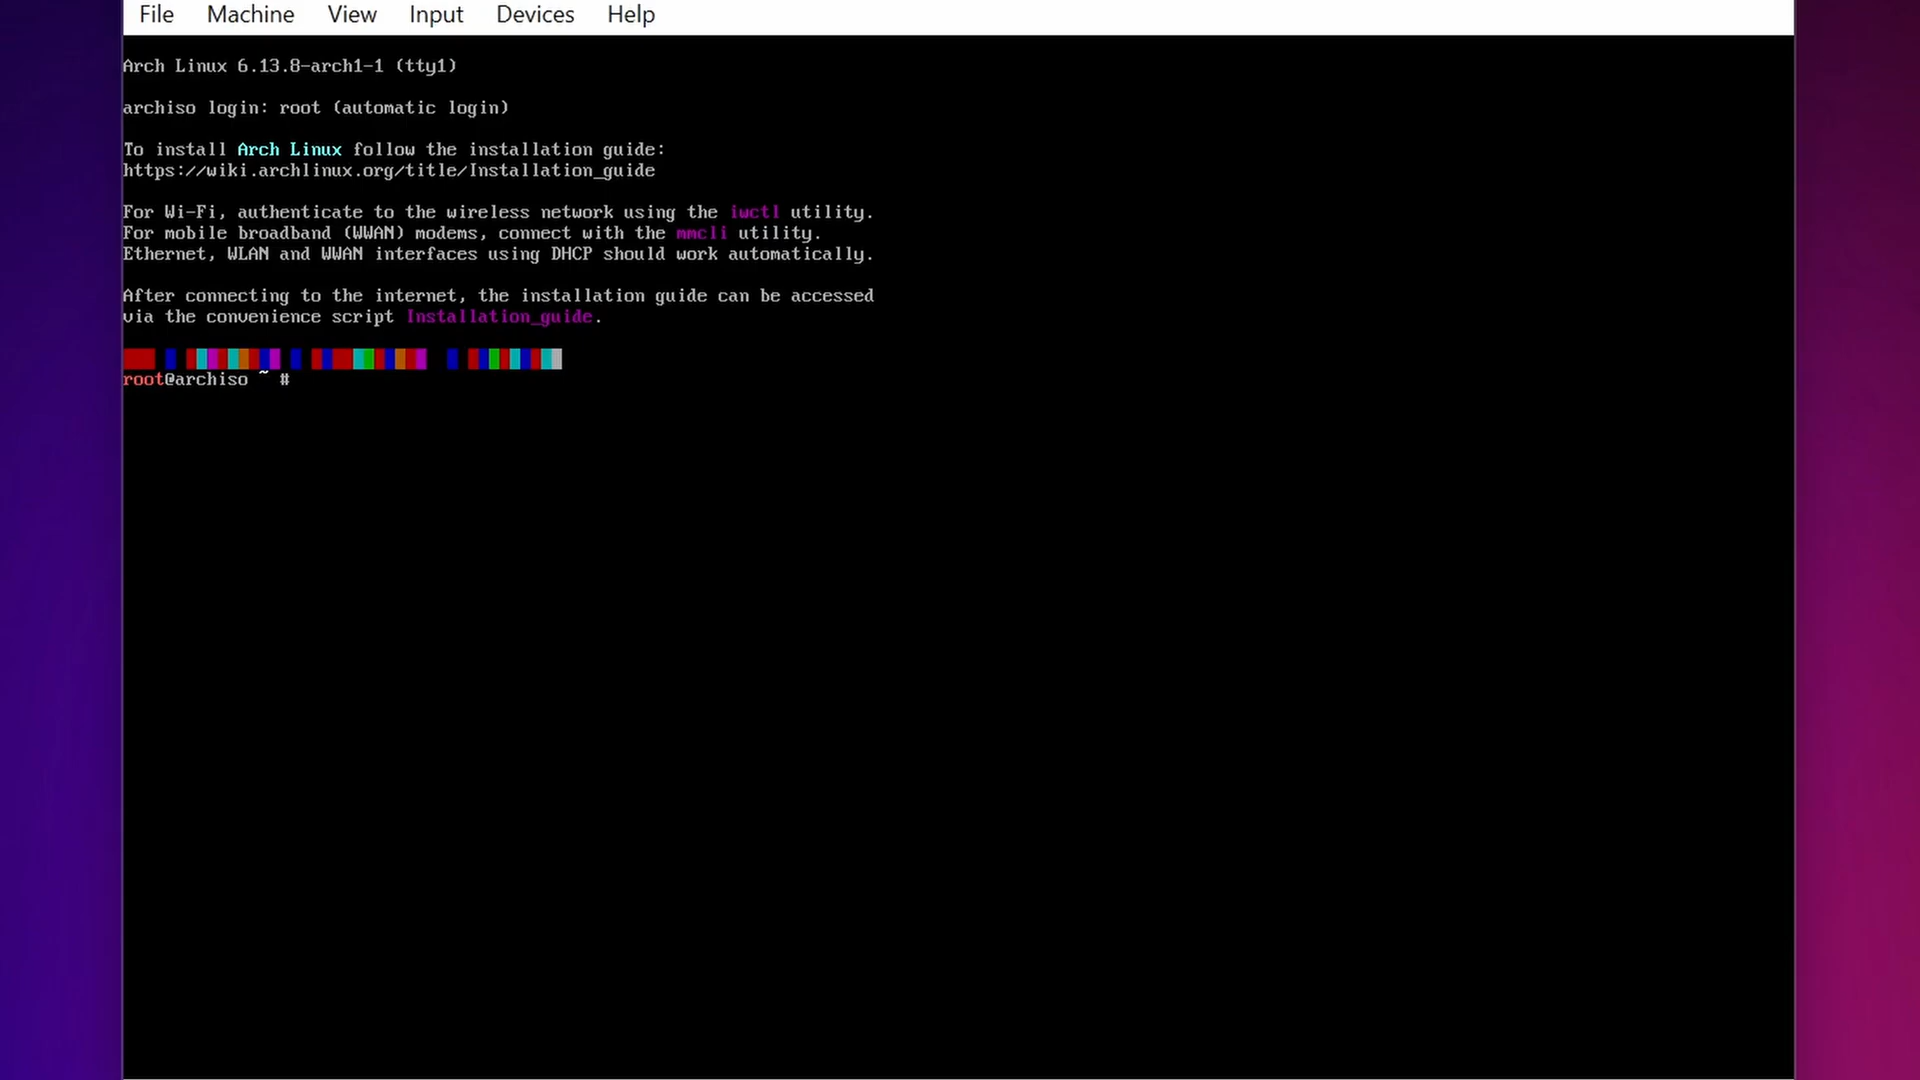 File Machine View Input Devices Help
Arch Linux 6.13.8-arch1-1 (tty1)
archiso login: root (automatic login)
To install Arch Linux follow the installation guide:
https://wiki.archlinux.org/title/Installation_guide
For Wi-Fi, authenticate to the wireless network using the iwctl utility.
For mobile broadband (WWAN) modems, connect with the mmcli utility.
Ethernet, WLAN and WWAN interfaces using DHCP should work automatically.
After connecting to the internet, the installation guide can be accessed
via the convenience script Installation_guide.
root@archiso ~ #